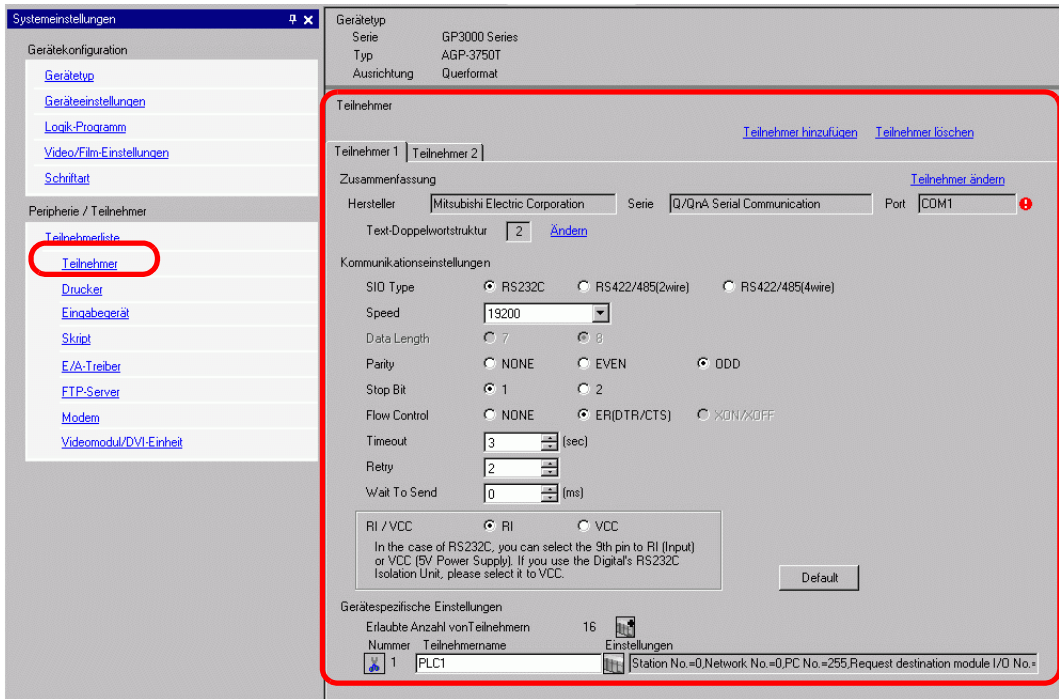 Systemeinstellungen
Gerätekonfiguration
Gerätetyp
Geräteeinstellungen
Logik-Programm
Video/Film-Einstellungen
Schriftart
Peripherie / Teilnehmer
Teilnehmerliste
Teilnehmer
Drucker
Eingabegerät
Skript
E/A-Treiber
FTP-Server
Modem
Videomodul/DVI-Einheit
Gerätetyp
Serie GP3000 Series
Typ AGP-3750T
Ausrichtung Querformat
Teilnehmer
Teilnehmer hinzufügen Teilnehmer löschen
Teilnehmer 1 Teilnehmer 2
Zusammenfassung Teilnehmer ändern
Hersteller Mitsubishi Electric Corporation Serie Q/QnA Serial Communication Port COM1
Text-Doppelwortstruktur 2 Ändern
Kommunikationseinstellungen
SIO Type RS232C RS422/485(2wire) RS422/485(4wire)
Speed 19200
Data Length 7 8
Parity NONE EVEN ODD
Stop Bit 1 2
Flow Control NONE ER(DTR/CTS) XON/XOFF
Timeout 3 (sec)
Retry 2
Wait To Send 0 (ms)
RI / VCC RI VCC
In the case of RS232C, you can select the 9th pin to RI (Input)
or VCC (5V Power Supply). If you use the Digital's RS232C
Isolation Unit, please select it to VCC.
Default
Gerätespezifische Einstellungen
Erlaubte Anzahl vonTeilnehmern 16
Nummer Teilnehmername Einstellungen
1 PLC1 Station No.=0,Network No.=0,PC No.=255,Request destination module I/O No.=